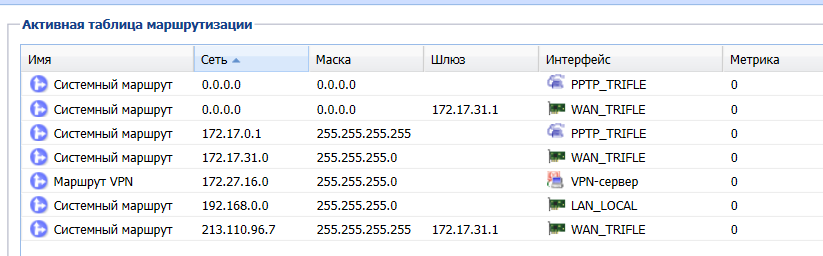 Активная таблица маршрутизации
Имя Сеть Маска Шлюз Интерфейс Метрика
Системный маршрут 0.0.0.0 0.0.0.0 PPTP_TRIFLE 0
Системный маршрут 0.0.0.0 0.0.0.0 172.17.31.1 WAN_TRIFLE 0
Системный маршрут 172.17.0.1 255.255.255.255 PPTP_TRIFLE 0
Системный маршрут 172.17.31.0 255.255.255.0 WAN_TRIFLE 0
Маршрут VPN 172.27.16.0 255.255.255.0 VPN-сервер 0
Системный маршрут 192.168.0.0 255.255.255.0 LAN_LOCAL 0
Системный маршрут 213.110.96.7 255.255.255.255 172.17.31.1 WAN_TRIFLE 0